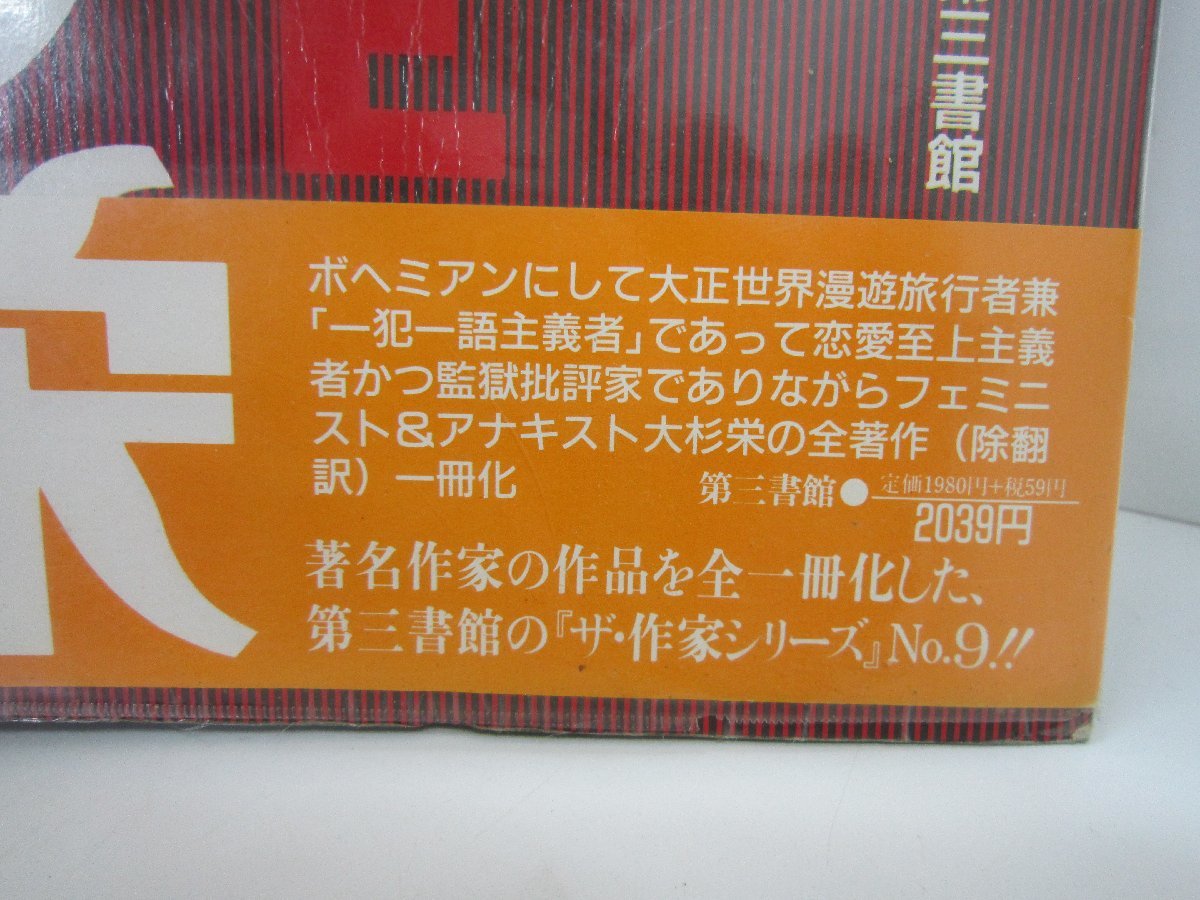 三書館
ボヘミアンにして大正世界漫遊旅行者兼
「一犯一語主義者」であって恋愛至上主義
者かつ監獄批評家でありながらフェミニ
スト&アナキスト大杉栄の全著作(除翻
訳)一冊化
第三書館●定価1980円+税59円
2039円
著名作家の作品を全一冊化した、
第三書館の『ザ・作家シリーズ』No.9!!